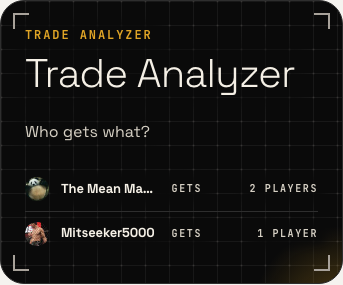 TRADE ANALYZER
Trade Analyzer
Who gets what?
The Mean Ma... GETS 2 PLAYERS
Mitseeker5000 GETS 1 PLAYER